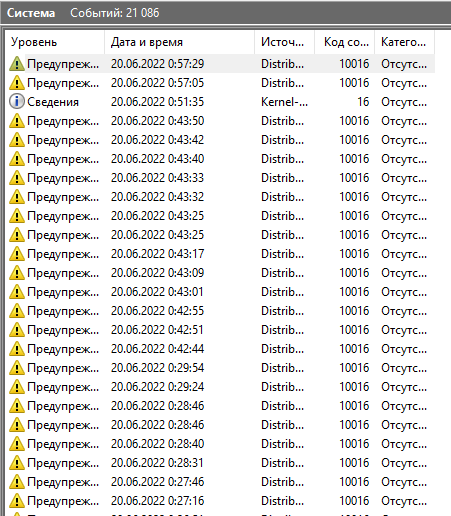 Система Событий: 21 086
Уровень Дата и время Источ... Код со... Катего...
Предупреж... 20.06.2022 0:57:29 Distrib... 10016 Отсутс...
Предупреж... 20.06.2022 0:57:05 Distrib... 10016 Отсутс...
Сведения 20.06.2022 0:51:35 Kernel-... 16 Отсутс...
Предупреж... 20.06.2022 0:43:50 Distrib... 10016 Отсутс...
Предупреж... 20.06.2022 0:43:42 Distrib... 10016 Отсутс...
Предупреж... 20.06.2022 0:43:40 Distrib... 10016 Отсутс...
Предупреж... 20.06.2022 0:43:33 Distrib... 10016 Отсутс...
Предупреж... 20.06.2022 0:43:32 Distrib... 10016 Отсутс...
Предупреж... 20.06.2022 0:43:25 Distrib... 10016 Отсутс...
Предупреж... 20.06.2022 0:43:25 Distrib... 10016 Отсутс...
Предупреж... 20.06.2022 0:43:17 Distrib... 10016 Отсутс...
Предупреж... 20.06.2022 0:43:09 Distrib... 10016 Отсутс...
Предупреж... 20.06.2022 0:43:01 Distrib... 10016 Отсутс...
Предупреж... 20.06.2022 0:42:55 Distrib... 10016 Отсутс...
Предупреж... 20.06.2022 0:42:51 Distrib... 10016 Отсутс...
Предупреж... 20.06.2022 0:42:44 Distrib... 10016 Отсутс...
Предупреж... 20.06.2022 0:29:54 Distrib... 10016 Отсутс...
Предупреж... 20.06.2022 0:29:24 Distrib... 10016 Отсутс...
Предупреж... 20.06.2022 0:28:46 Distrib... 10016 Отсутс...
Предупреж... 20.06.2022 0:28:46 Distrib... 10016 Отсутс...
Предупреж... 20.06.2022 0:28:40 Distrib... 10016 Отсутс...
Предупреж... 20.06.2022 0:28:31 Distrib... 10016 Отсутс...
Предупреж... 20.06.2022 0:27:46 Distrib... 10016 Отсутс...
Предупреж... 20.06.2022 0:27:16 Distrib... 10016 Отсутс...